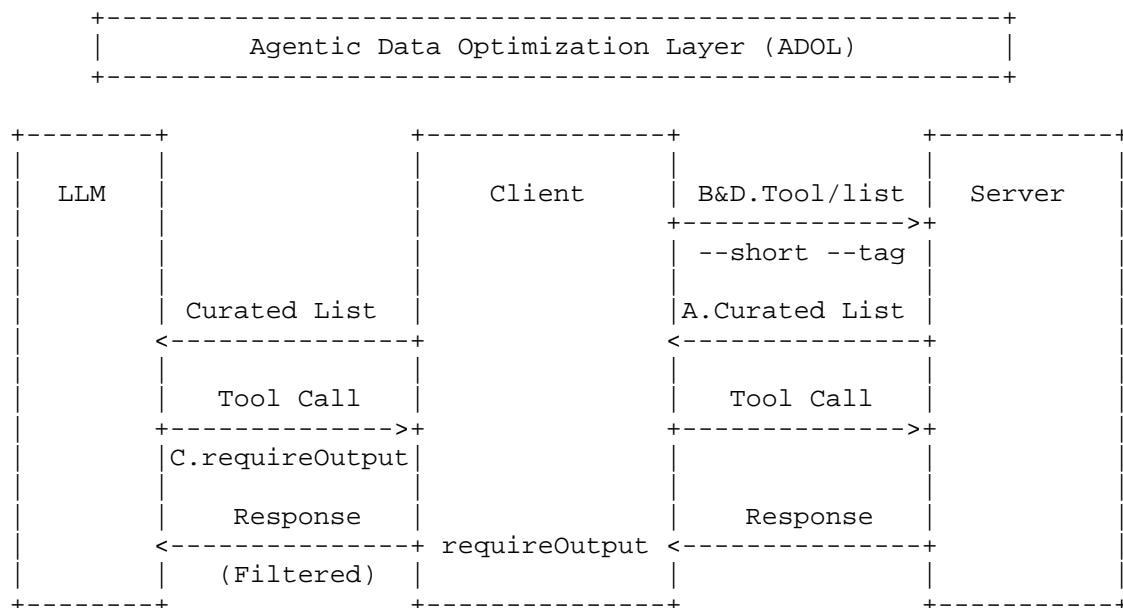 Agentic Data Optimization Layer (ADOL)
LLM Client B&D.Tool/list Server
--short --tag
Curated List A.Curated List
Tool Call Tool Call
C.requireOutput
Response Response
requireOutput
(Filtered)